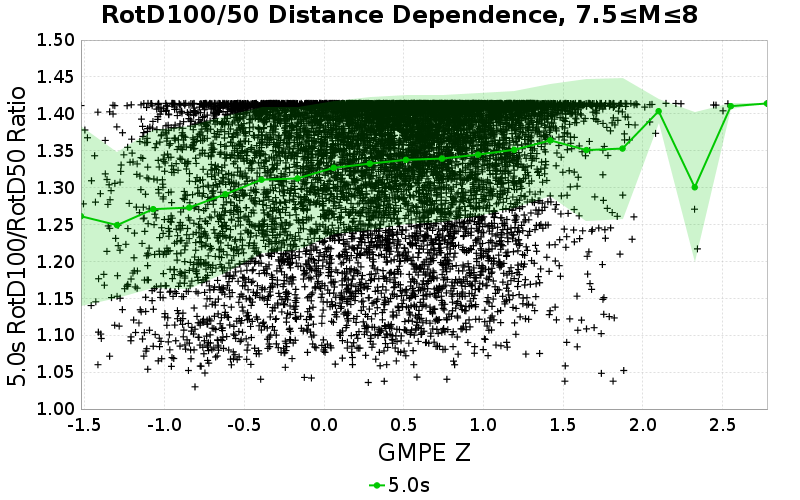 RotD100/50 Distance Dependence, 7.5≤M≤8
5.0s RotD100/RotD50 Ratio
1.50
1.45
1.40
1.35
1.30
1.25
1.20
1.15
1.10
1.05
1.00
-1.5 -1.0 -0.5 0.0 0.5 1.0 1.5 2.0 2.5
GMPE Z
5.0s